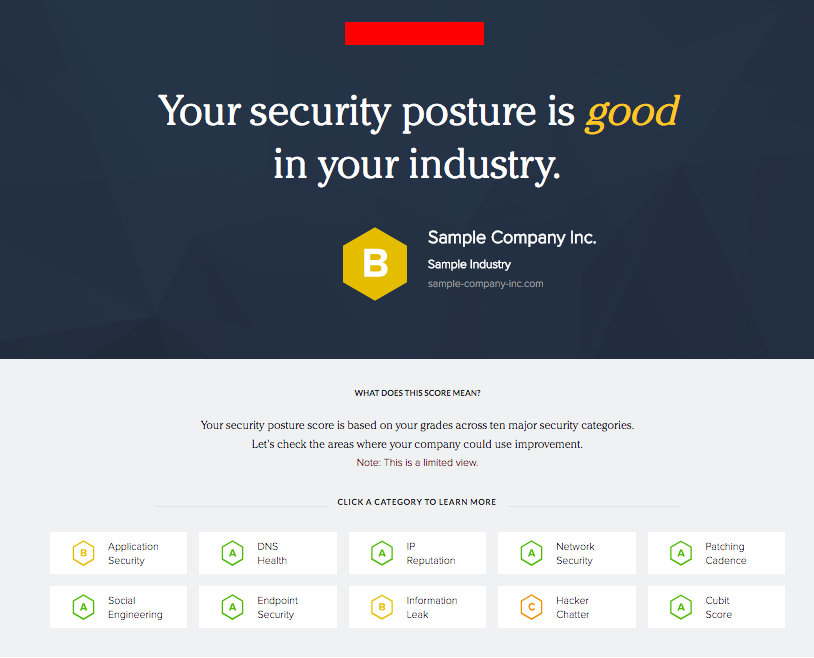 Your security posture is good
in your industry.
B
Sample Company Inc.
Sample Industry
sample-company-inc.com
WHAT DOES THIS SCORE MEAN?
Your security posture score is based on your grades across ten major security categories.
Let's check the areas where your company could use improvement.
Note: This is a limited view.
CLICK A CATEGORY TO LEARN MORE
B Application
Security
A DNS
Health
A IP
Reputation
A Network
Security
A Patching
Cadence
A Social
Engineering
A Endpoint
Security
B Information
Leak
C Hacker
Chatter
A Cubit
Score